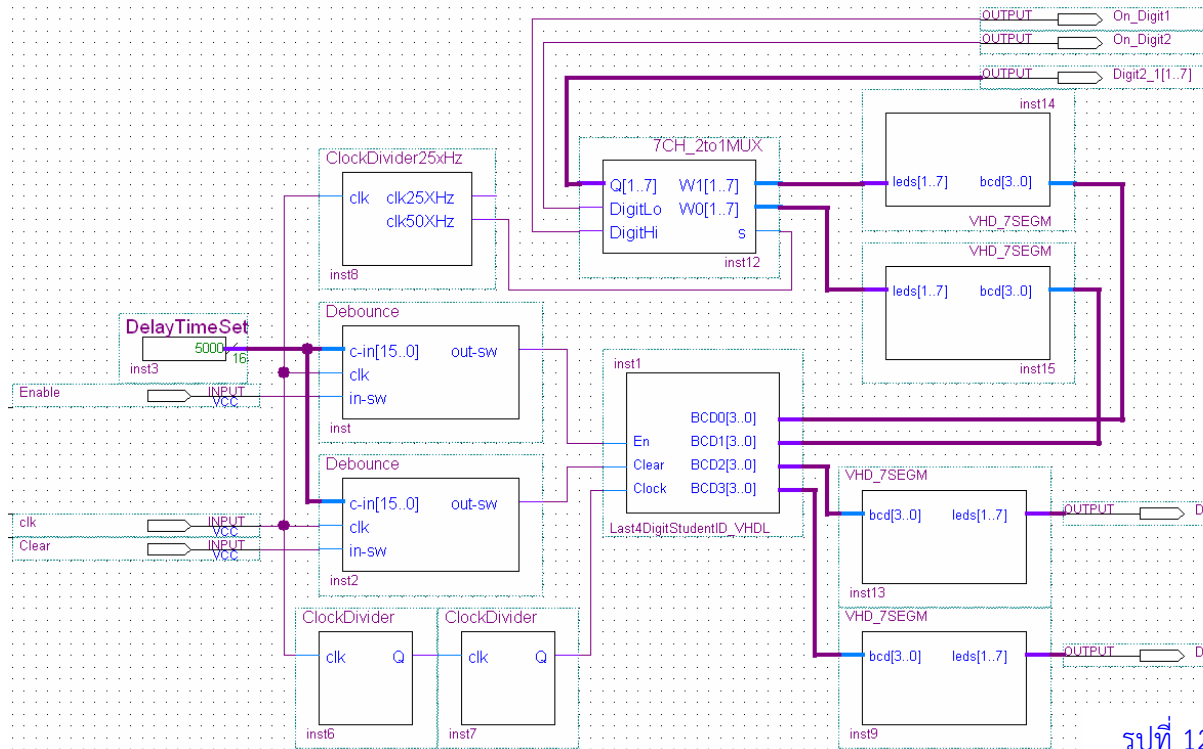 OUTPUT On_Digit1
OUTPUT On_Digit2
OUTPUT Digit2_1[1..7]
inst14
leds[1..7] bcd[3..0]
VHD_7SEGM
7CH_2to1MUX
Q[1..7] W1[1..7]
DigitLo W0[1..7]
DigitHi s
inst12
VHD_7SEGM
leds[1..7] bcd[3..0]
inst15
ClockDivider25xHz
clk clk25XHz
clk50XHz
inst8
DelayTimeSet
5000
16
inst3
Enable INPUT
VCC
Debounce
c-in[15..0] out-sw
clk
in-sw
inst
Debounce
c-in[15..0] out-sw
clk
in-sw
inst2
clk INPUT
VCC
Clear INPUT
VCC
inst1
BCD0[3..0]
En BCD1[3..0]
Clear BCD2[3..0]
Clock BCD3[3..0]
Last4DigitStudentID_VHDL
VHD_7SEGM
bcd[3..0] leds[1..7]
inst13
OUTPUT D
VHD_7SEGM
bcd[3..0] leds[1..7]
inst9
OUTPUT D
ClockDivider
clk Q
inst6
ClockDivider
clk Q
inst7
รูปที่ 12